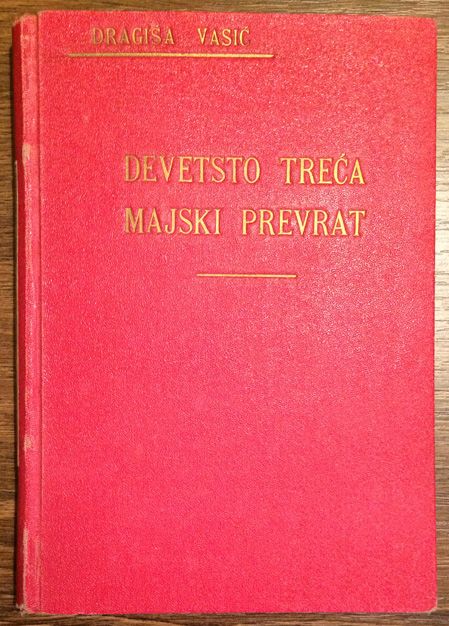 DRAGIŠA VASIĆ
DEVETSTO TREĆA
MAJSKI PREVRAT